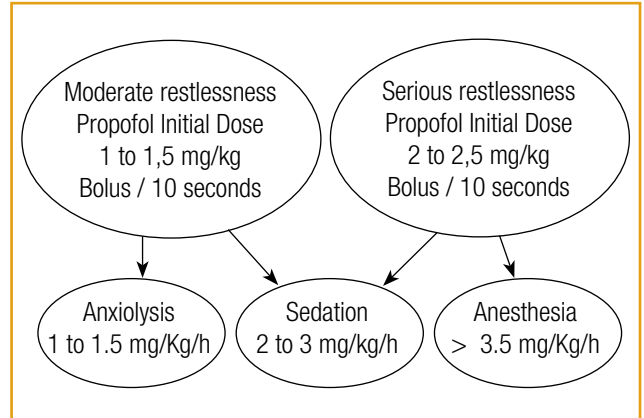 Moderate restlessness
Propofol Initial Dose
1 to 1,5 mg/kg
Bolus / 10 seconds
Serious restlessness
Propofol Initial Dose
2 to 2,5 mg/kg
Bolus / 10 seconds
Anxiolysis
1 to 1.5 mg/Kg/h
Sedation
2 to 3 mg/kg/h
Anesthesia
> 3.5 mg/Kg/h